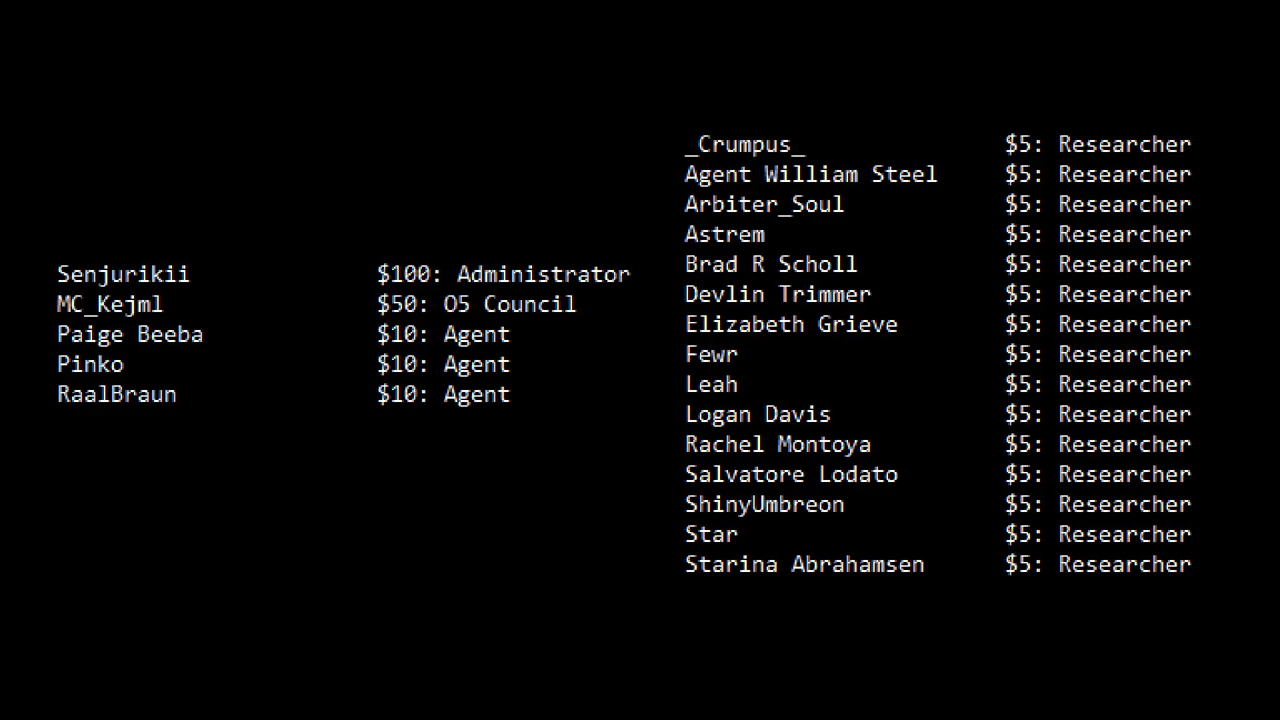 Senjurikii $100: Administrator
MC_Kejml $50: O5 Council
Paige Beeba $10: Agent
Pinko $10: Agent
RaalBraun $10: Agent
_Crumpus_ $5: Researcher
Agent William Steel $5: Researcher
Arbiter_Soul $5: Researcher
Astrem $5: Researcher
Brad R Scholl $5: Researcher
Devlin Trimmer $5: Researcher
Elizabeth Grieve $5: Researcher
Fewr $5: Researcher
Leah $5: Researcher
Logan Davis $5: Researcher
Rachel Montoya $5: Researcher
Salvatore Lodato $5: Researcher
ShinyUmbreon $5: Researcher
Star $5: Researcher
Starina Abrahamsen $5: Researcher